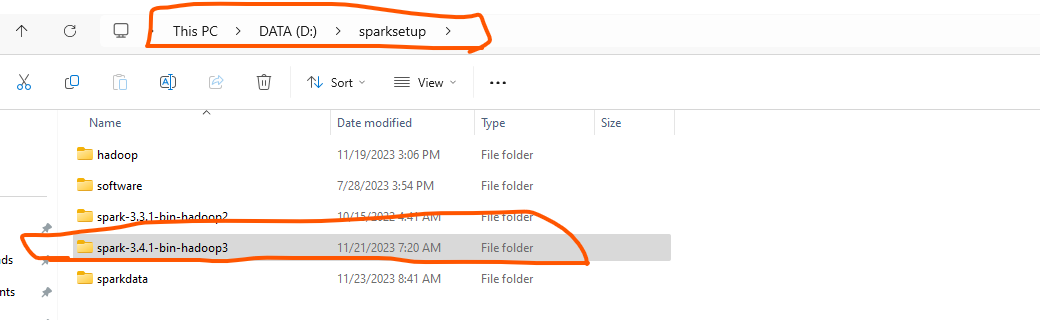 This PC > DATA (D:) > sparksetup >
Sort View ...
Name Date modified Type Size
hadoop 11/19/2023 3:06 PM File folder
software 7/28/2023 3:54 PM File folder
spark-3.3.1-bin-hadoop2 10/15/2022 4:41 AM File folder
spark-3.4.1-bin-hadoop3 11/21/2023 7:20 AM File folder
ds
sparkdata 11/23/2023 8:41 AM File folder
nts